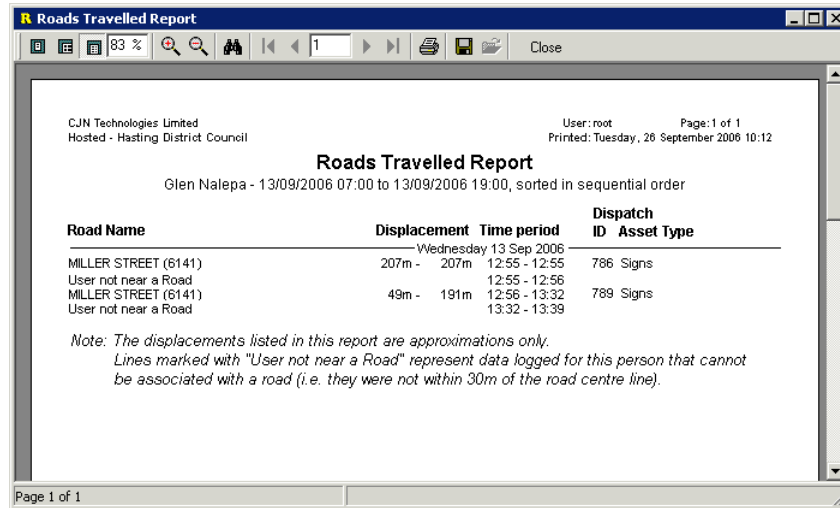 R Roads Travelled Report
83 % 1 Close
CJN Technologies Limited User: root Page: 1 of 1
Hosted - Hasting District Council Printed: Tuesday, 26 September 2006 10:12
Roads Travelled Report
Glen Nalepa - 13/09/2006 07:00 to 13/09/2006 19:00, sorted in sequential order
Dispatch
Road Name Displacement Time period ID Asset Type
Wednesday 13 Sep 2006
MILLER STREET (6141) 207m - 207m 12:55 - 12:55 786 Signs
User not near a Road 12:55 - 12:56
MILLER STREET (6141) 49m - 191m 12:56 - 13:32 789 Signs
User not near a Road 13:32 - 13:39
Note: The displacements listed in this report are approximations only.
Lines marked with "User not near a Road" represent data logged for this person that cannot
be associated with a road (i.e. they were not within 30m of the road centre line).
Page 1 of 1